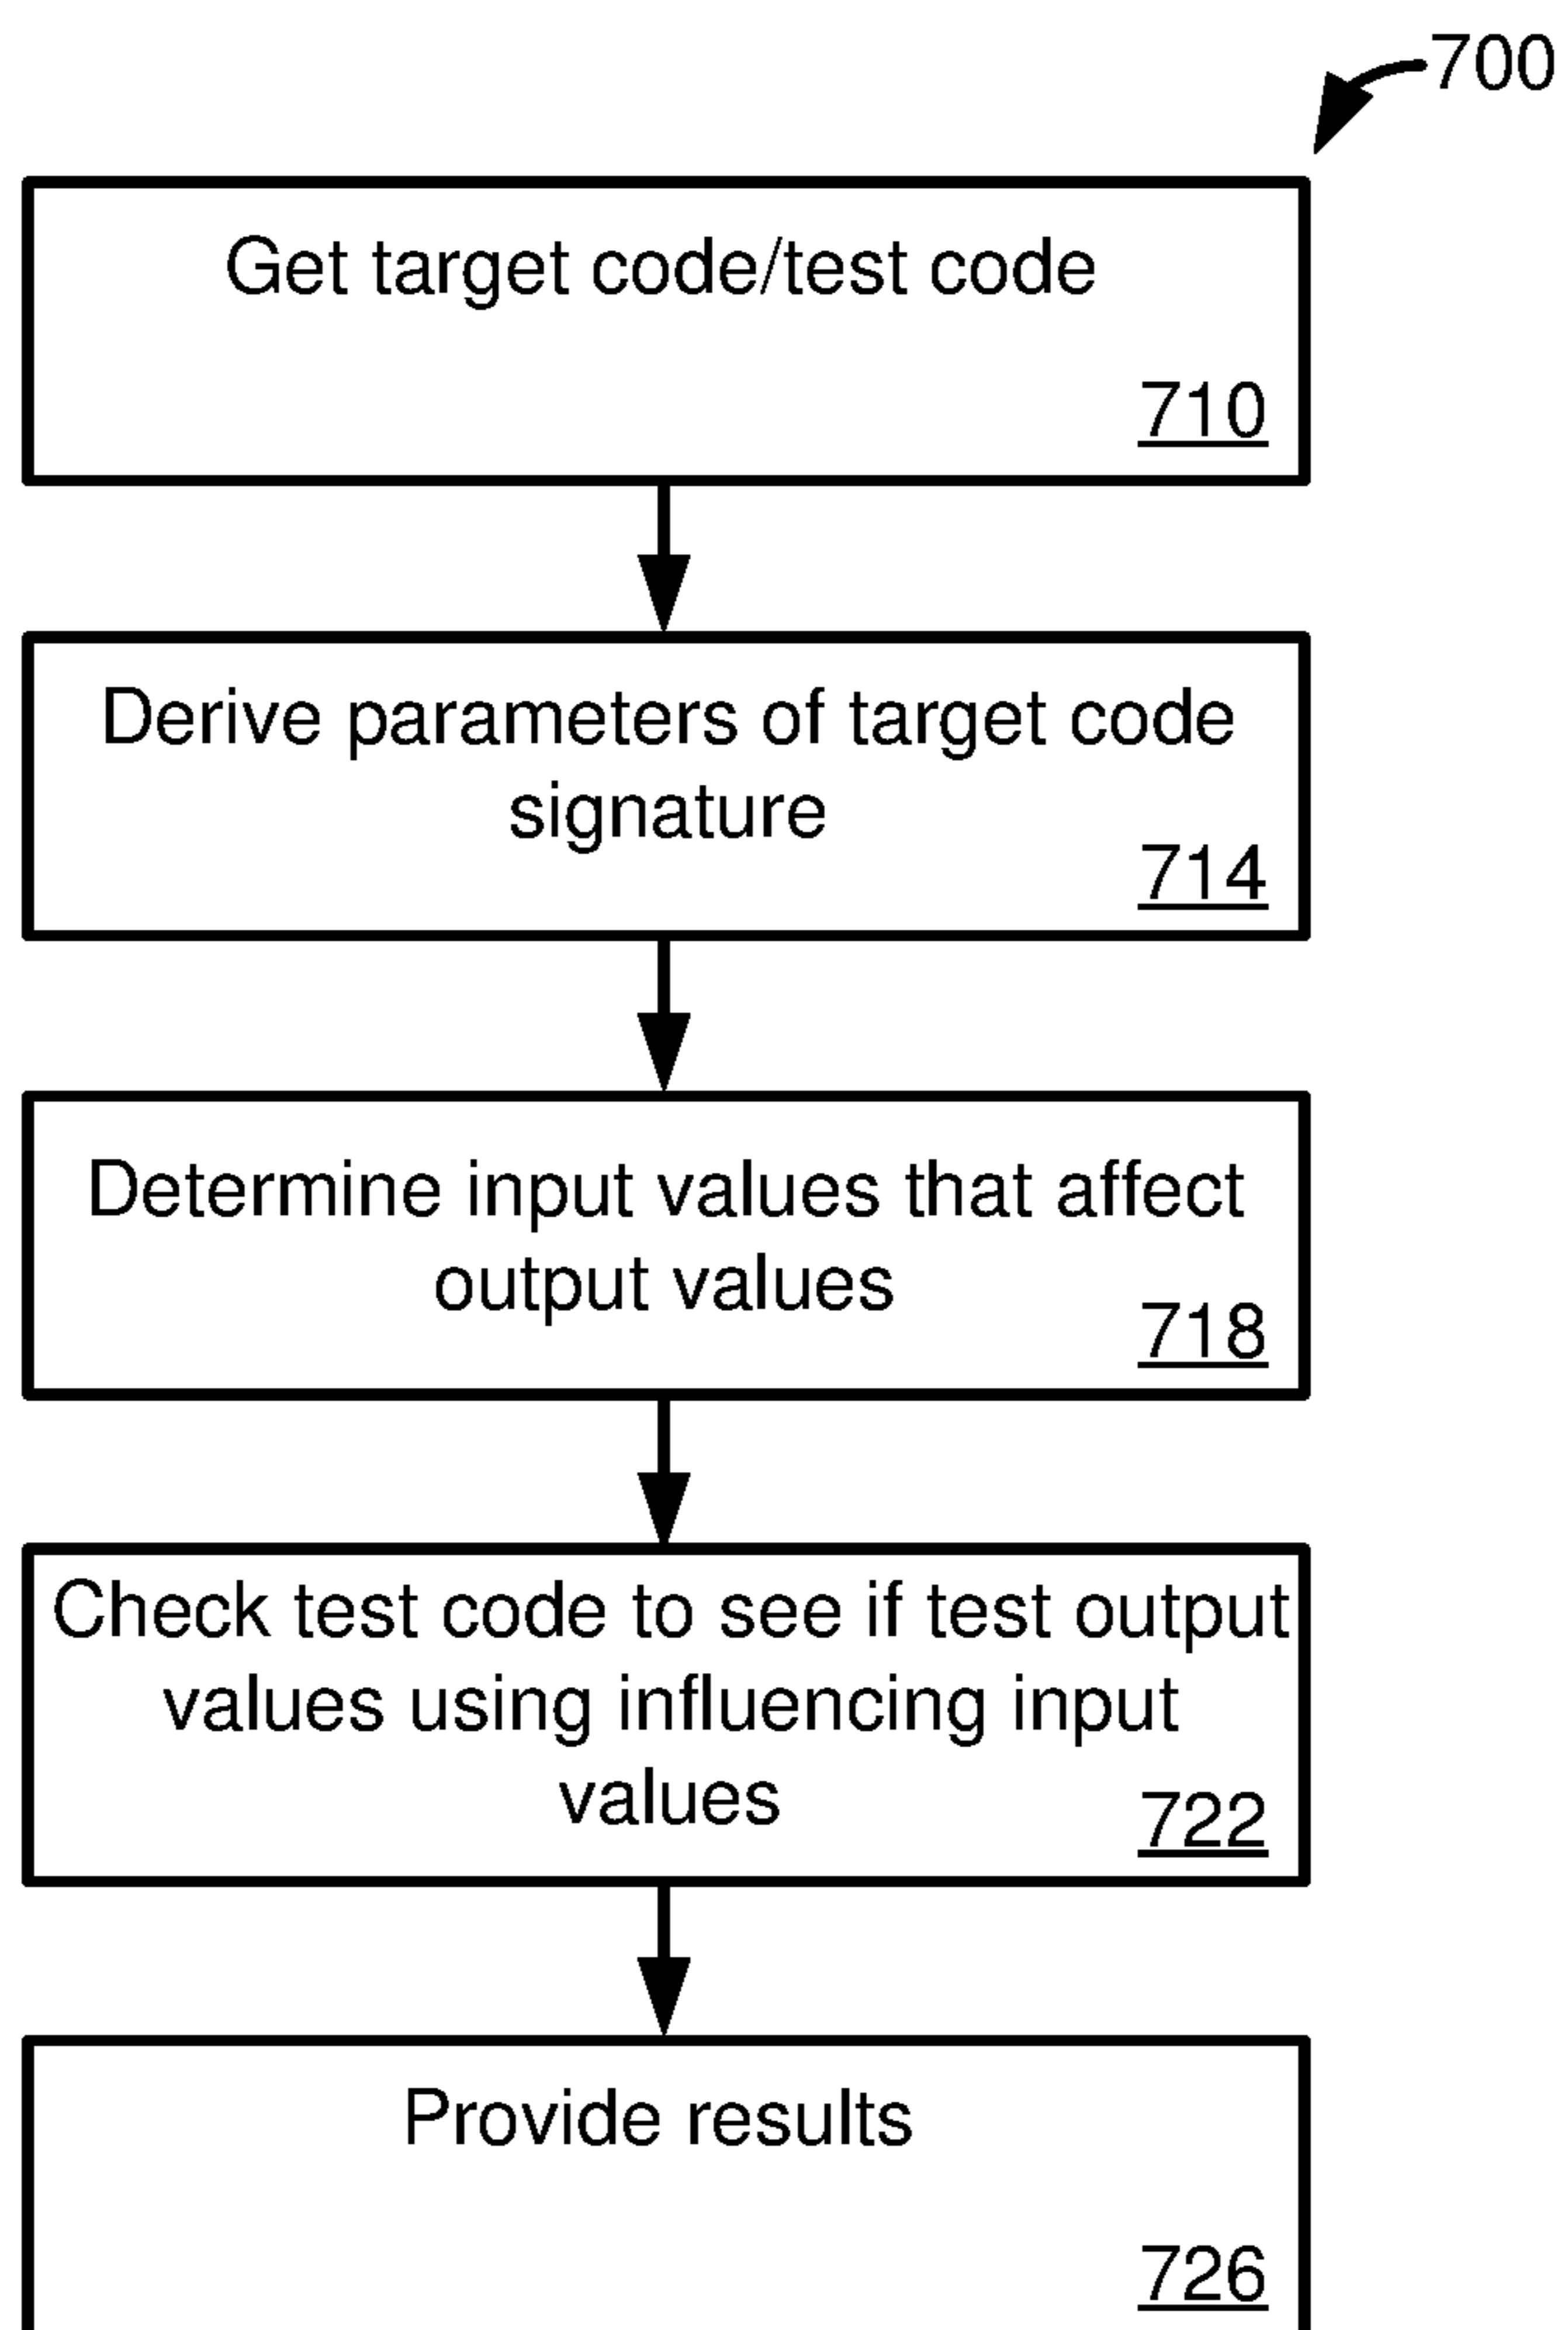 700
Get target code/test code
710
Derive parameters of target code
signature
714
Determine input values that affect
output values
718
Check test code to see if test output
values using influencing input
values
722
Provide results
726